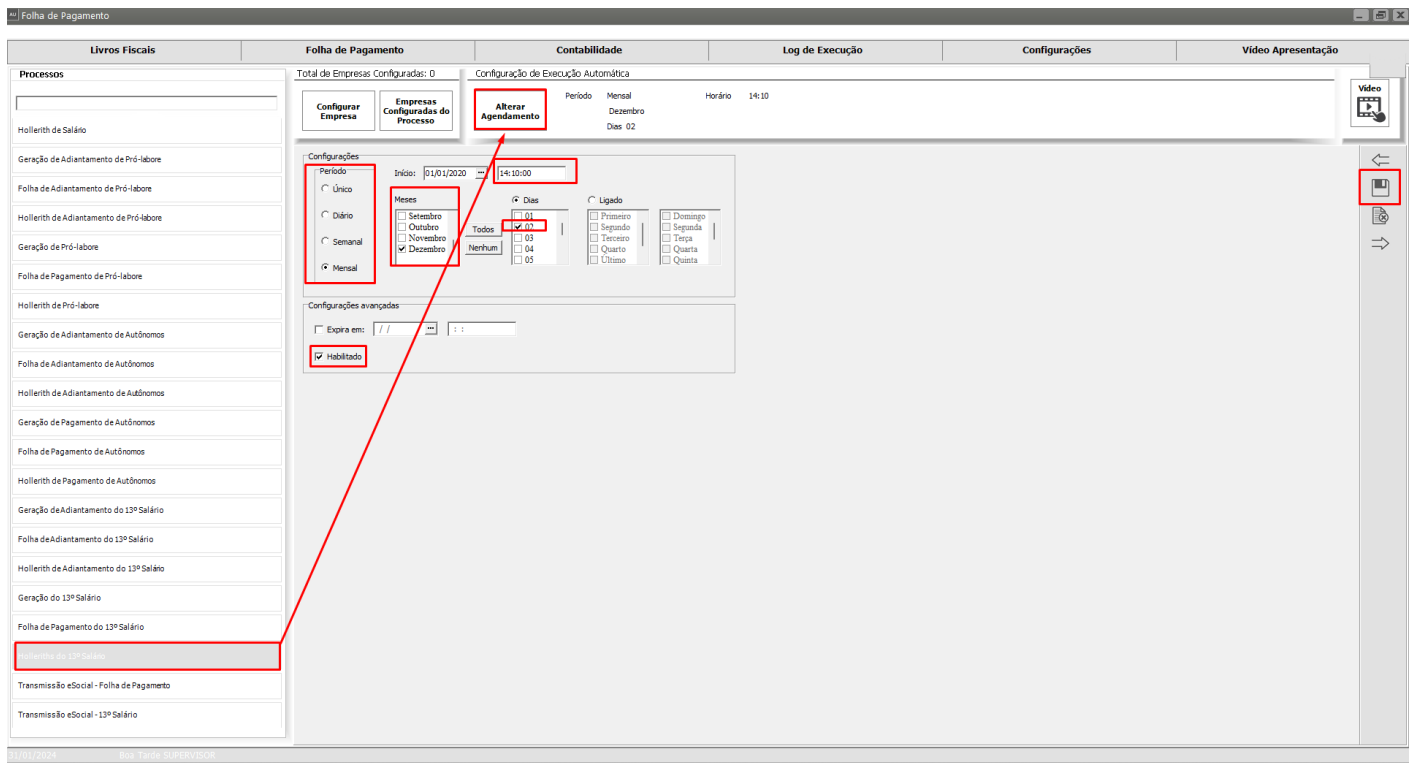 AU Folha de Pagamento
Livros Fiscais
Folha de Pagamento
Contabilidade
Log de Execução
Configurações
Vídeo Apresentação
Processos
Hollerith de Salário
Geração de Adiantamento de Pró-labore
Folha de Adiantamento de Pró-labore
Hollerith de Adiantamento de Pró-labore
Geração de Pró-labore
Folha de Pagamento de Pró-labore
Hollerith de Pró-labore
Geração de Adiantamento de Autônomos
Folha de Adiantamento de Autônomos
Hollerith de Adiantamento de Autônomos
Geração de Pagamento de Autônomos
Folha de Pagamento de Autônomos
Hollerith de Pagamento de Autônomos
Geração de Adiantamento do 13º Salário
Folha de Adiantamento do 13º Salário
Hollerith de Adiantamento do 13º Salário
Geração do 13º Salário
Folha de Pagamento do 13º Salário
Holleriths do 13º Salário
Transmissão eSocial - Folha de Pagamento
Transmissão eSocial - 13º Salário
Total de Empresas Configuradas: 0
Configurar
Empresa
Empresas
Configuradas do
Processo
Configuração de Execução Automática
Alterar
Agendamento
Período Mensal Horário 14:10
Dezembro
Dias 02
Vídeo
Configurações
Período
Único
Diário
Semanal
Mensal
Início: 01/01/2020 ... 14:10:00
Meses
Setembro
Outubro
Novembro
Dezembro
Todos
Nenhum
Dias
01
02
03
04
05
Ligado
Primeiro
Segundo
Terceiro
Quarto
Último
Domingo
Segunda
Terça
Quarta
Quinta
Configurações avançadas
Expira em: / / ... : :
Habilitado
31/01/2024 Boa Tarde SUPERVISOR